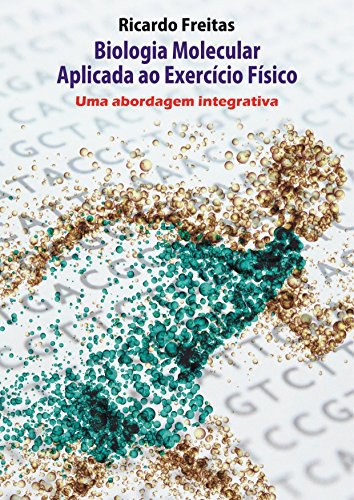 Ricardo Freitas
Biologia Molecular
Aplicada ao Exercício Físico
Uma abordagem integrativa